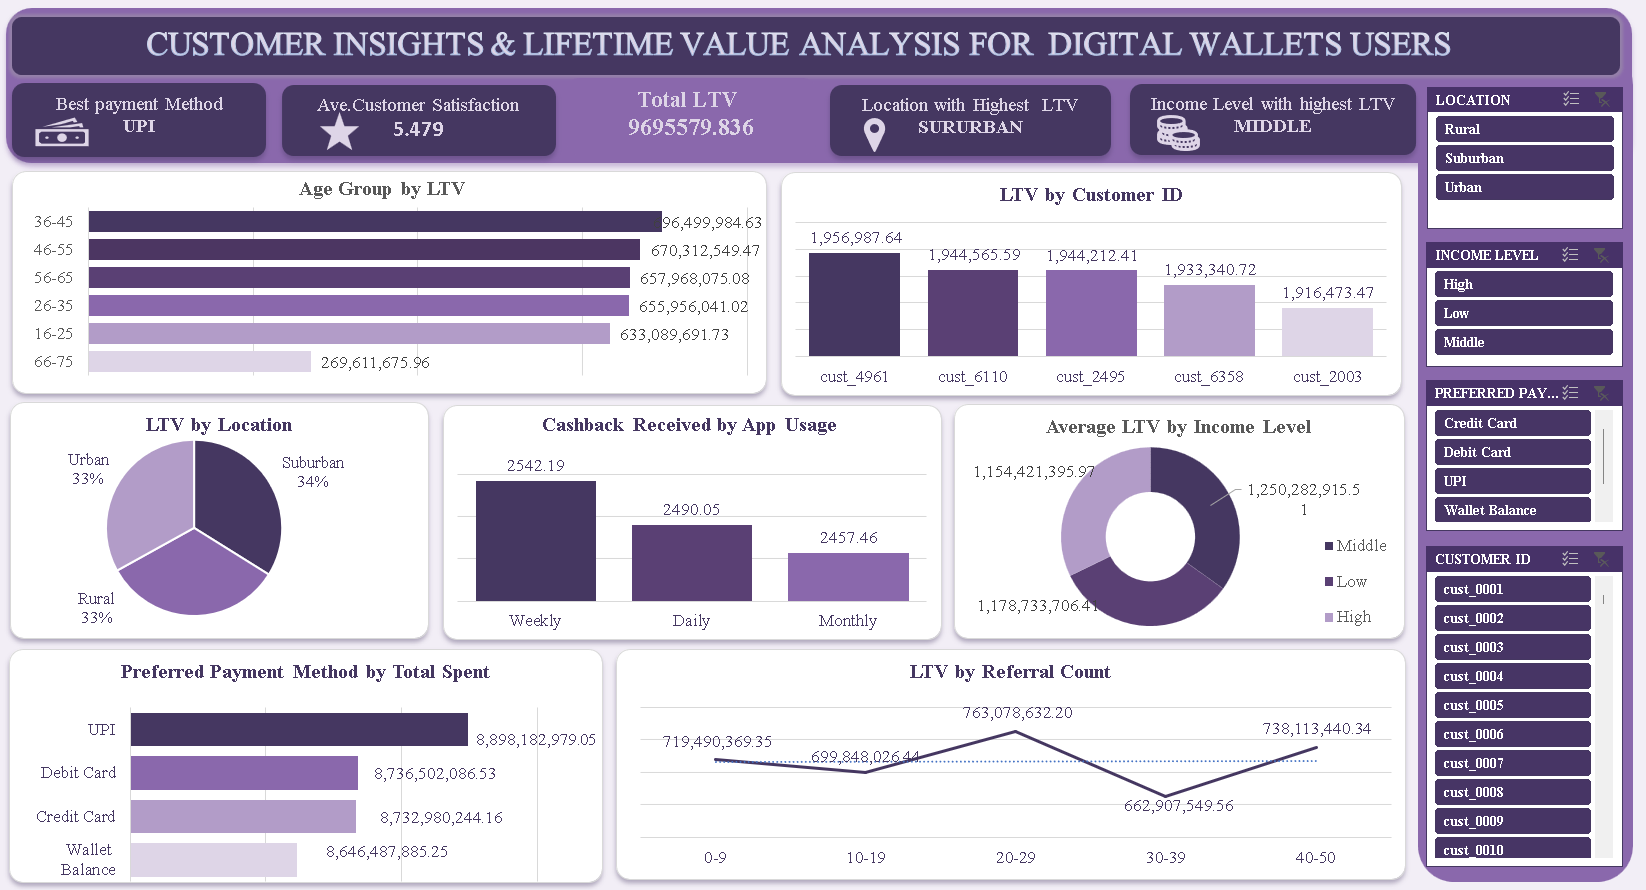 CUSTOMER INSIGHTS & LIFETIME VALUE ANALYSIS FOR DIGITAL WALLETS USERS
Best payment Method
UPI
Ave.Customer Satisfaction
5.479
Total LTV
9695579.836
Location with Highest LTV
SURURBAN
Income Level with highest LTV
MIDDLE
LOCATION
Rural
Suburban
Urban
INCOME LEVEL
High
Low
Middle
PREFERRED PAY...
Credit Card
Debit Card
UPI
Wallet Balance
CUSTOMER ID
cust_0001
cust_0002
cust_0003
cust_0004
cust_0005
cust_0006
cust_0007
cust_0008
cust_0009
cust_0010
Age Group by LTV
36-45 96,499,984.63
46-55 670,312,549.47
56-65 657,968,075.08
26-35 655,956,041.02
16-25 633,089,691.73
66-75 269,611,675.96
LTV by Customer ID
1,956,987.64 1,944,565.59 1,944,212.41 1,933,340.72 1,916,473.47
cust_4961 cust_6110 cust_2495 cust_6358 cust_2003
LTV by Location
Urban
33%
Suburban
34%
Rural
33%
Cashback Received by App Usage
2542.19 2490.05 2457.46
Weekly Daily Monthly
Average LTV by Income Level
1,154,421,395.97
1,250,282,915.5
1
1,178,733,706.41
Middle
Low
High
Preferred Payment Method by Total Spent
UPI 8,898,182,979.05
Debit Card 8,736,502,086.53
Credit Card 8,732,980,244.16
Wallet
Balance 8,646,487,885.25
LTV by Referral Count
719,490,369.35 699,848,026.44 763,078,632.20 662,907,549.56 738,113,440.34
0-9 10-19 20-29 30-39 40-50